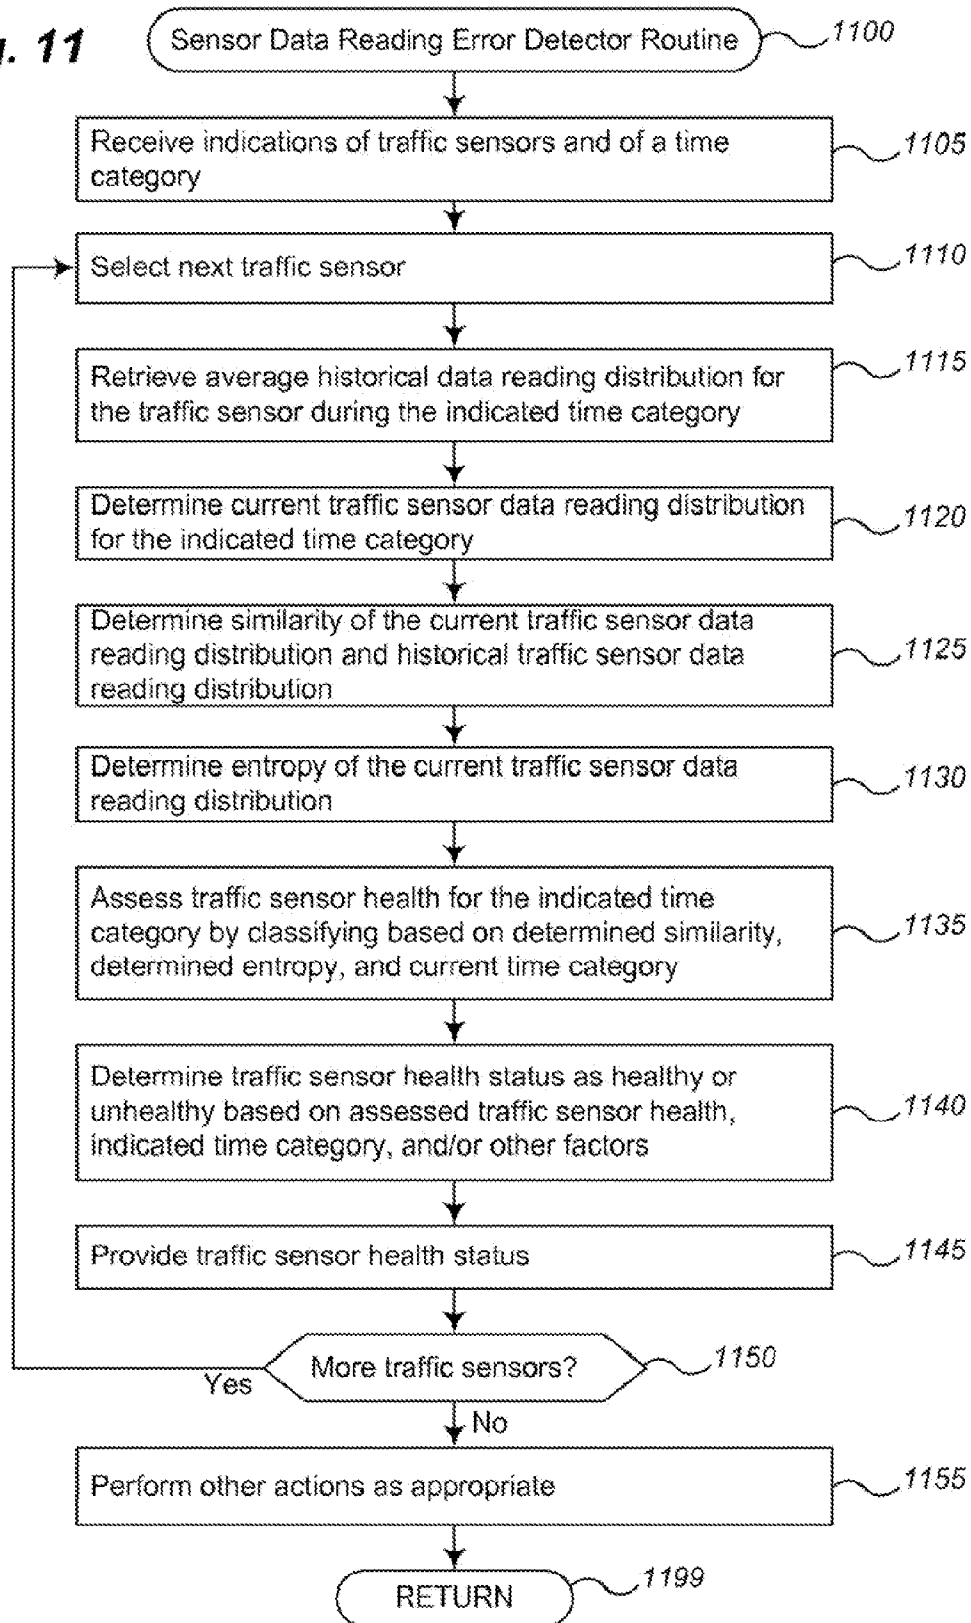 g. 11
Sensor Data Reading Error Detector Routine
1100
Receive indications of traffic sensors and of a time
category
1105
Select next traffic sensor
1110
Retrieve average historical data reading distribution for
the traffic sensor during the indicated time category
1115
Determine current traffic sensor data reading distribution
for the indicated time category
1120
Determine similarity of the current traffic sensor data
reading distribution and historical traffic sensor data
reading distribution
1125
Determine entropy of the current traffic sensor data
reading distribution
1130
Assess traffic sensor health for the indicated time
category by classifying based on determined similarity,
determined entropy, and current time category
1135
Determine traffic sensor health status as healthy or
unhealthy based on assessed traffic sensor health,
indicated time category, and/or other factors
1140
Provide traffic sensor health status
1145
More traffic sensors?
1150
Yes
No
Perform other actions as appropriate
1155
RETURN
1199